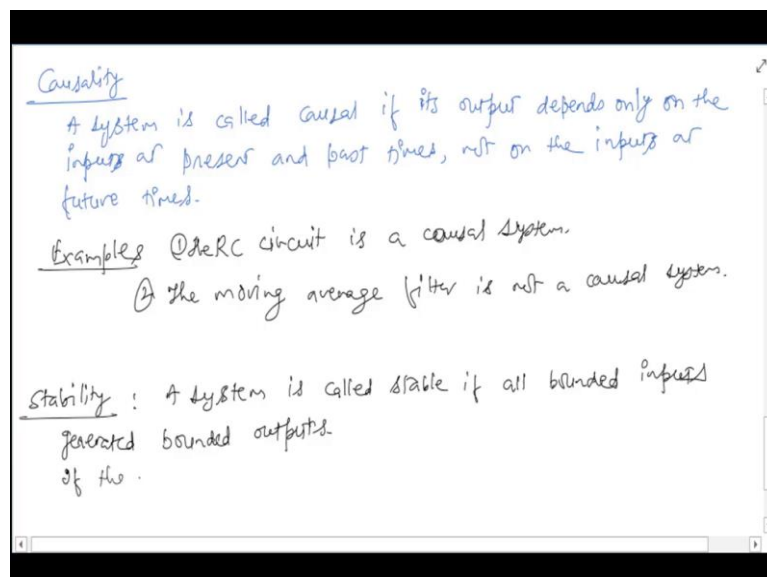 Causality
A system is called causal if its output depends only on the
inputs at present and past times, not on the inputs at
future times.
Examples ① The RC circuit is a causal system.
② The moving average filter is not a causal system.
Stability : A system is called stable if all bounded inputs
generated bounded outputs.
If the .